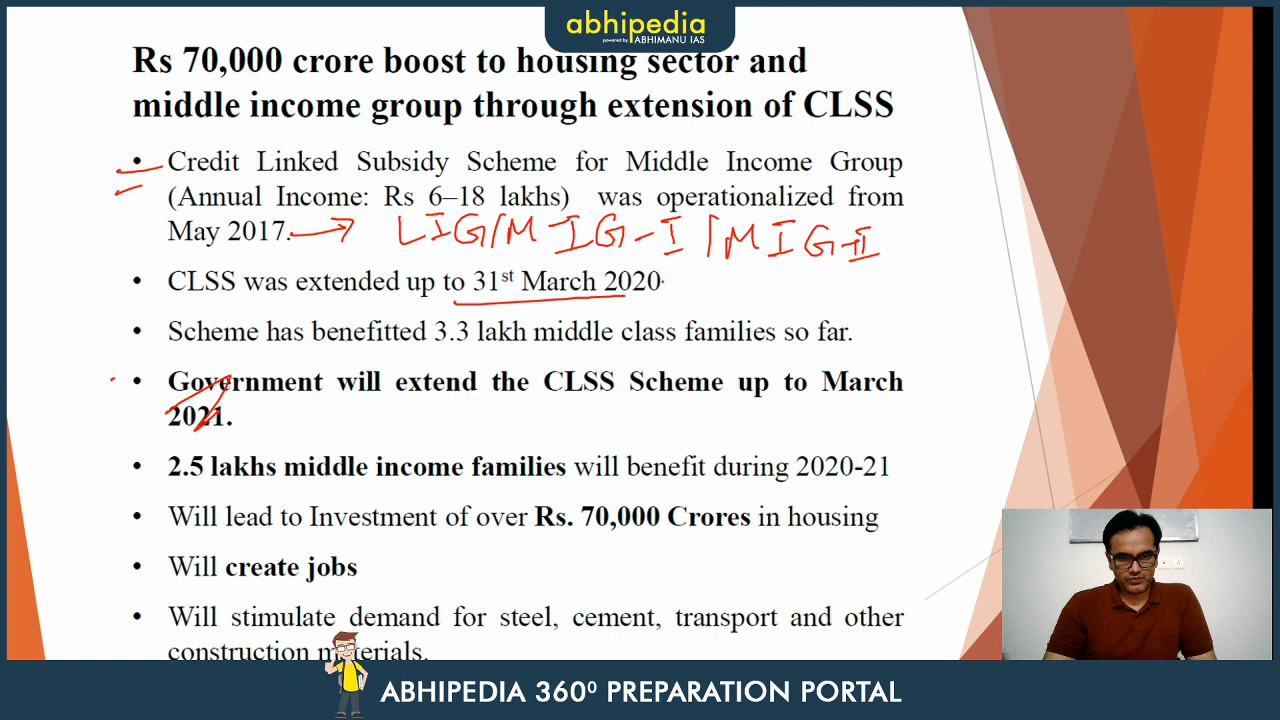 abhipedia
powered by ABHIMANU IAS
Rs 70,000 crore boost to housing sector and
middle income group through extension of CLSS
• Credit Linked Subsidy Scheme for Middle Income Group
(Annual Income: Rs 6–18 lakhs) was operationalized from
May 2017. → LIG/MIG-I/MIG-II
• CLSS was extended up to 31st March 2020
• Scheme has benefitted 3.3 lakh middle class families so far.
• Government will extend the CLSS Scheme up to March
2021.
• 2.5 lakhs middle income families will benefit during 2020-21
• Will lead to Investment of over Rs. 70,000 Crores in housing
• Will create jobs
• Will stimulate demand for steel, cement, transport and other
construction materials.
ABHIPEDIA 360⁰ PREPARATION PORTAL